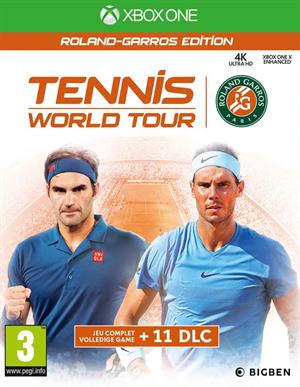 XBOX ONE
ROLAND-GARROS EDITION
4K
ULTRA HD
XBOX ONE X
ENHANCED
TENNIS
WORLD TOUR
ROLAND GARROS
PARIS
3
www.pegi.info
JEU COMPLET
VOLLEDIGE GAME
+ 11 DLC
BIGBEN